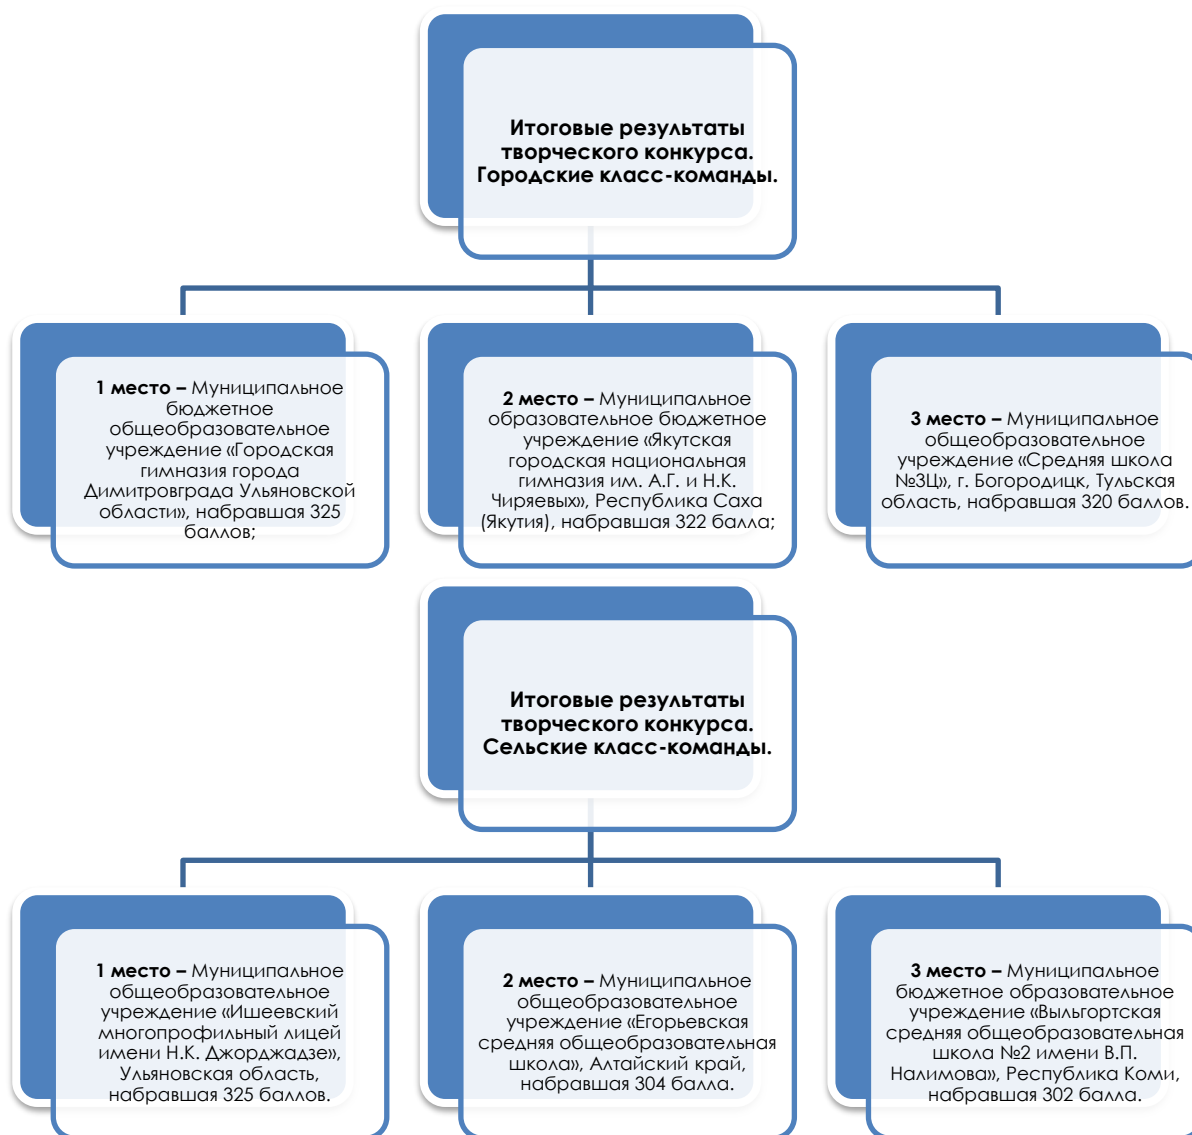 Итоговые результаты
творческого конкурса.
Городские класс-команды.
1 место – Муниципальное
бюджетное
общеобразовательное
учреждение «Городская
гимназия города
Димитровграда Ульяновской
области», набравшая 325
баллов;
2 место – Муниципальное
образовательное бюджетное
учреждение «Якутская
городская национальная
гимназия им. А.Г. и Н.К.
Чиряевых», Республика Саха
(Якутия), набравшая 322 балла;
3 место – Муниципальное
общеобразовательное
учреждение «Средняя школа
№3Ц», г. Богородицк, Тульская
область, набравшая 320 баллов.
Итоговые результаты
творческого конкурса.
Сельские класс-команды.
1 место – Муниципальное
общеобразовательное
учреждение «Ишеевский
многопрофильный лицей
имени Н.К. Джорджадзе»,
Ульяновская область,
набравшая 325 баллов.
2 место – Муниципальное
общеобразовательное
учреждение «Егорьевская
средняя общеобразовательная
школа», Алтайский край,
набравшая 304 балла.
3 место – Муниципальное
бюджетное образовательное
учреждение «Выльгортская
средняя общеобразовательная
школа №2 имени В.П.
Налимова», Республика Коми,
набравшая 302 балла.